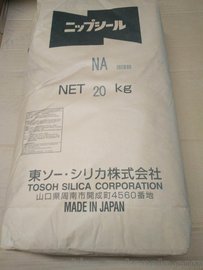 ニップシール
NA
NET 20 kg
東ソー・シリカ株式会社
TOSOH SILICA CORPORATION
山口県周南市開成町4560番地
MADE IN JAPAN